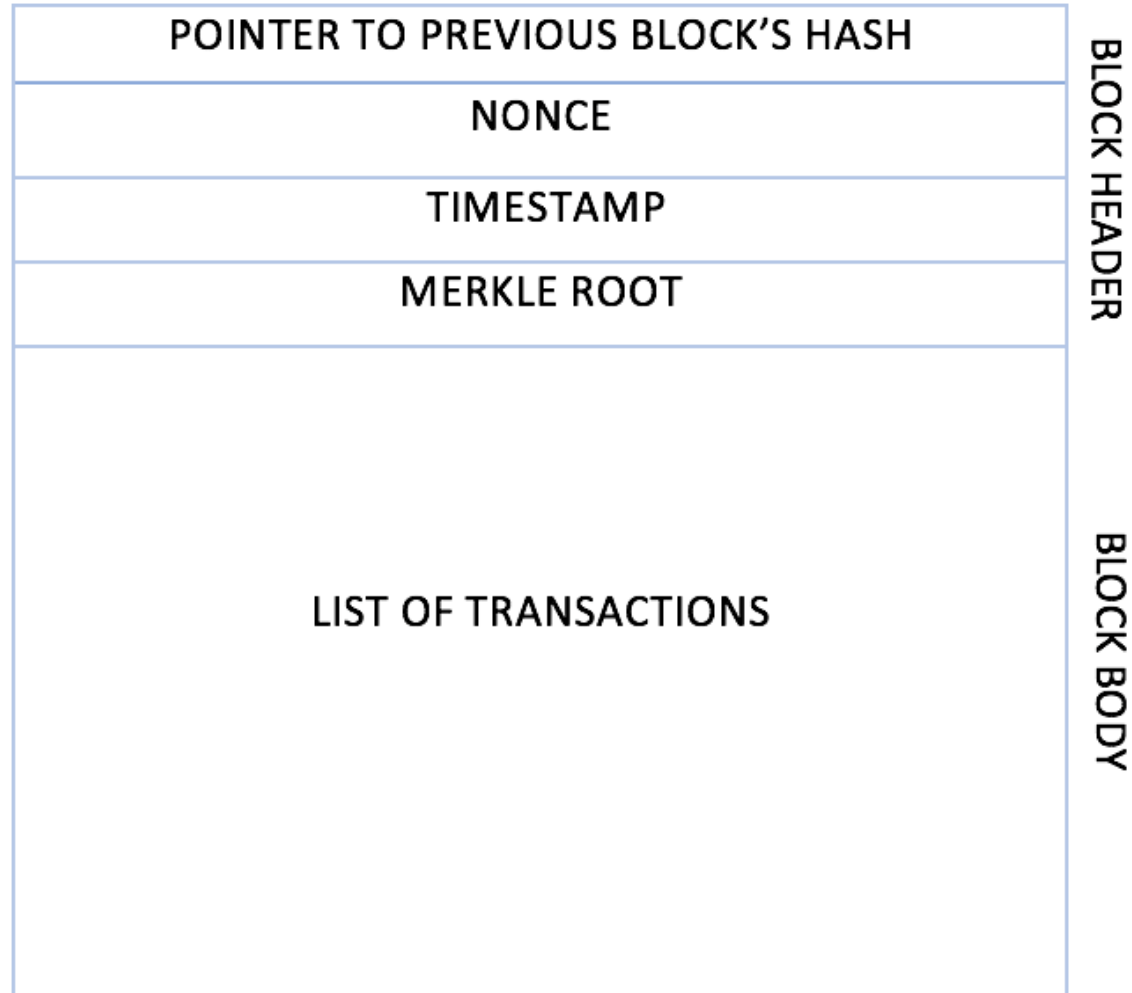 POINTER TO PREVIOUS BLOCK’S HASH
NONCE
TIMESTAMP
MERKLE ROOT
BLOCK HEADER
LIST OF TRANSACTIONS
BLOCK BODY